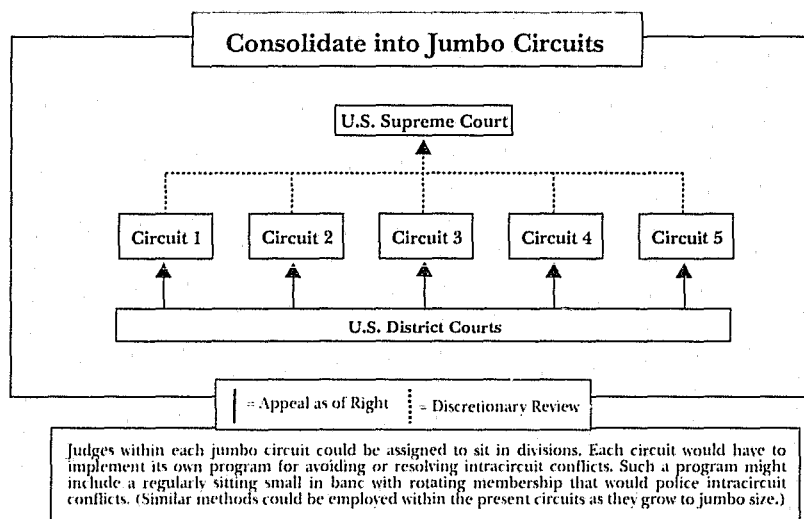 Consolidate into Jumbo Circuits
U.S. Supreme Court
Circuit 1 Circuit 2 Circuit 3 Circuit 4 Circuit 5
U.S. District Courts
= Appeal as of Right = Discretionary Review
Judges within each jumbo circuit could be assigned to sit in divisions. Each circuit would have to
implement its own program for avoiding or resolving intracircuit conflicts. Such a program might
include a regularly sitting small in banc with rotating membership that would police intracircuit
conflicts. (Similar methods could be employed within the present circuits as they grow to jumbo size.)